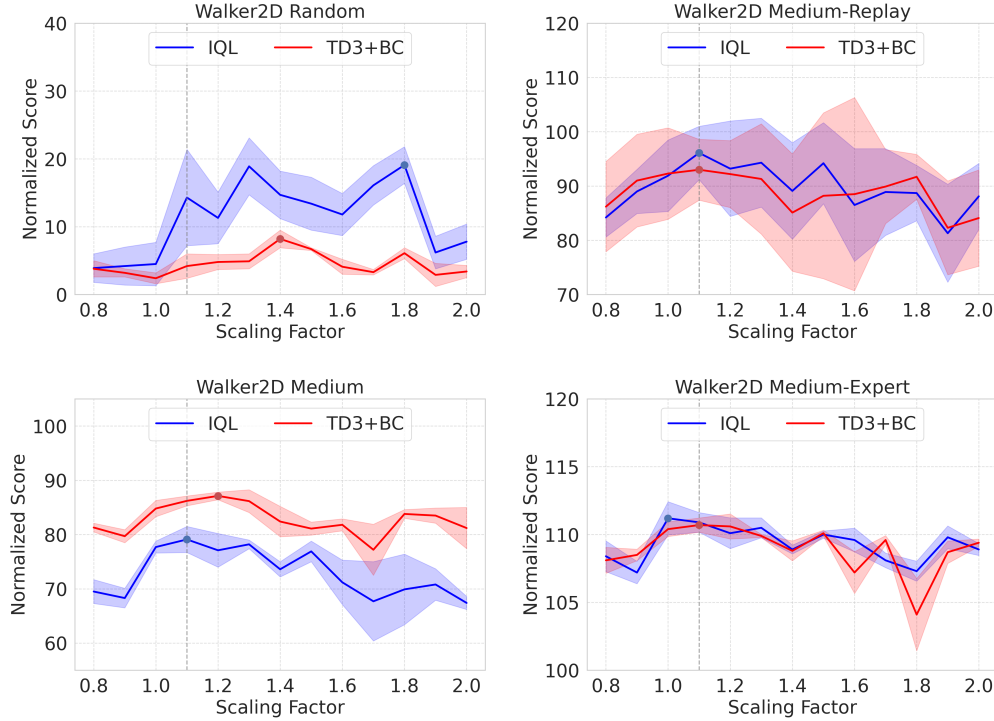 Walker2D Random
IQL TD3+BC
Normalized Score
40
30
20
10
0
0.8 1.0 1.2 1.4 1.6 1.8 2.0
Scaling Factor
Walker2D Medium-Replay
IQL TD3+BC
Normalized Score
120
110
100
90
80
70
0.8 1.0 1.2 1.4 1.6 1.8 2.0
Scaling Factor
Walker2D Medium
IQL TD3+BC
Normalized Score
100
90
80
70
60
0.8 1.0 1.2 1.4 1.6 1.8 2.0
Scaling Factor
Walker2D Medium-Expert
IQL TD3+BC
Normalized Score
120
115
110
105
100
0.8 1.0 1.2 1.4 1.6 1.8 2.0
Scaling Factor